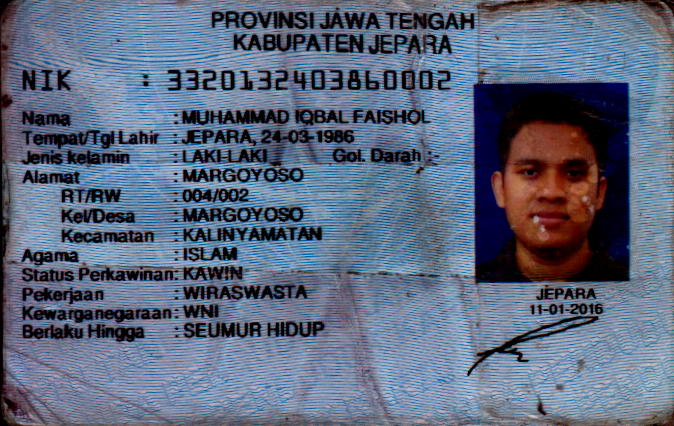 PROVINSI JAWA TENGAH
KABUPATEN JEPARA
NIK : 3320132403860002
Nama : MUHAMMAD IQBAL FAISHOL
Tempat/Tgl Lahir : JEPARA, 24-03-1986
Jenis kelamin : LAKI-LAKI Gol. Darah :-
Alamat : MARGOYOSO
RT/RW : 004/002
Kel/Desa : MARGOYOSO
Kecamatan : KALINYAMATAN
Agama : ISLAM
Status Perkawinan: KAWIN
Pekerjaan : WIRASWASTA
Kewarganegaraan: WNI
Berlaku Hingga : SEUMUR HIDUP
JEPARA
11-01-2016